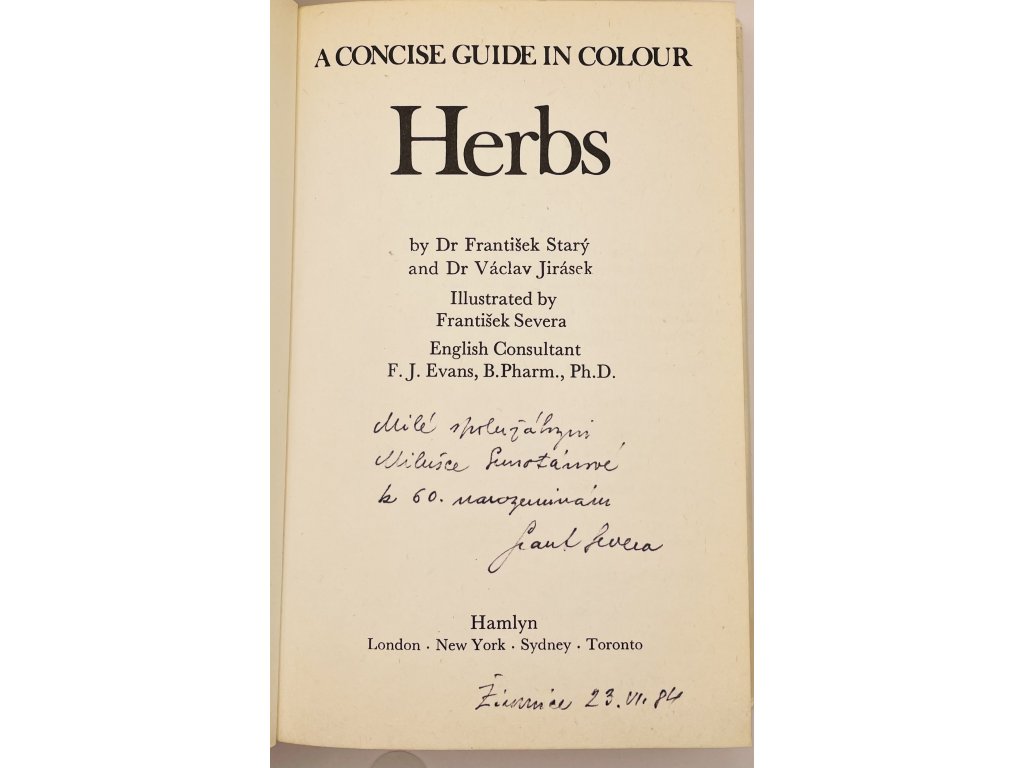 A CONCISE GUIDE IN COLOUR
Herbs
by Dr František Starý
and Dr Václav Jirásek
Illustrated by
František Severa
English Consultant
F. J. Evans, B.Pharm., Ph.D.
Milé
Milušce
k 60. narozeninám
Severa
Hamlyn
London · New York · Sydney · Toronto
23. VI. 84